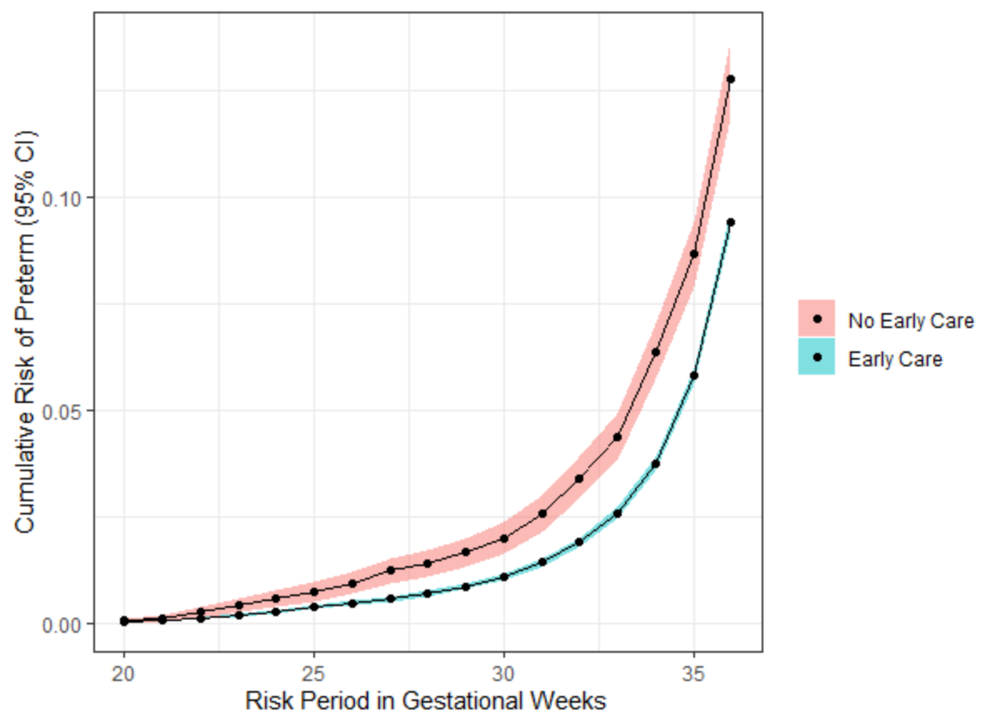 Cumulative Risk of Preterm (95% CI)
0.10
0.05
0.00
20 25 30 35
Risk Period in Gestational Weeks
No Early Care
Early Care